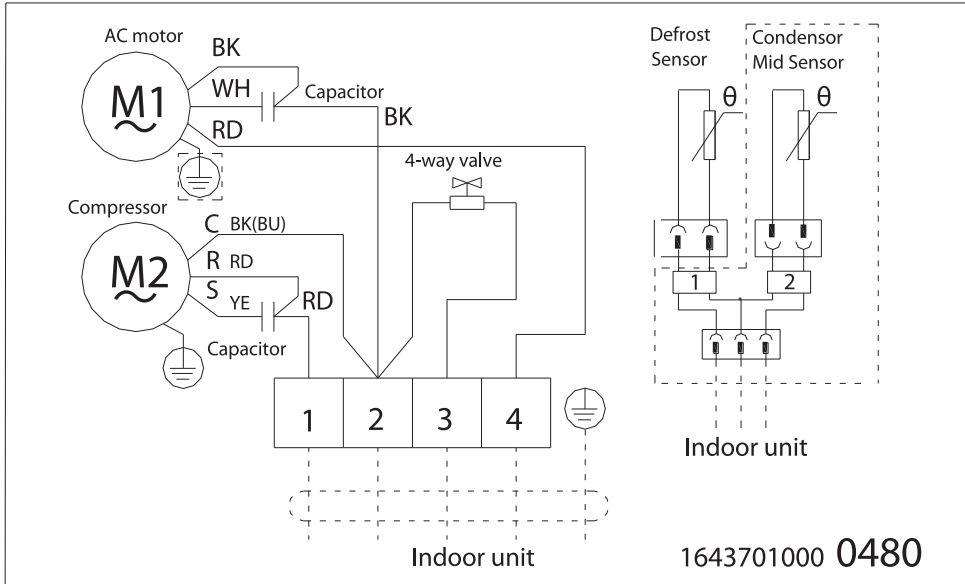 AC motor
M1
BK
WH
RD
Capacitor
BK
4-way valve
Compressor
M2
C BK(BU)
R RD
S YE
RD
Capacitor
1 2 3 4
Indoor unit
Defrost
Sensor
Condensor
Mid Sensor
θ θ
1 2
Indoor unit
1643701000 0480